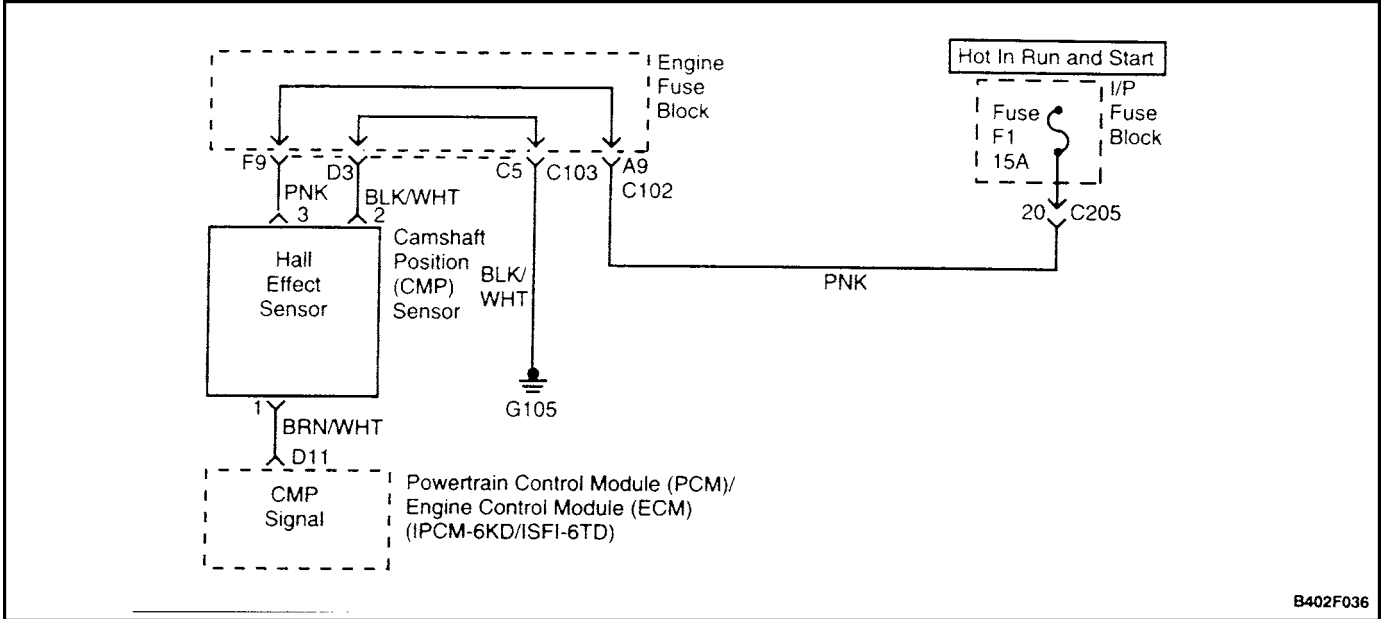 Hot In Run and Start
Engine
Fuse
Block
I/P
Fuse
Block
Fuse
F1
15A
F9
D3
C5
C103
A9
C102
PNK
BLK/WHT
3
2
20
C205
Hall
Effect
Sensor
Camshaft
Position
(CMP)
Sensor
BLK/
WHT
PNK
G105
1
BRN/WHT
D11
CMP
Signal
Powertrain Control Module (PCM)/
Engine Control Module (ECM)
(IPCM-6KD/ISFI-6TD)
B402F036